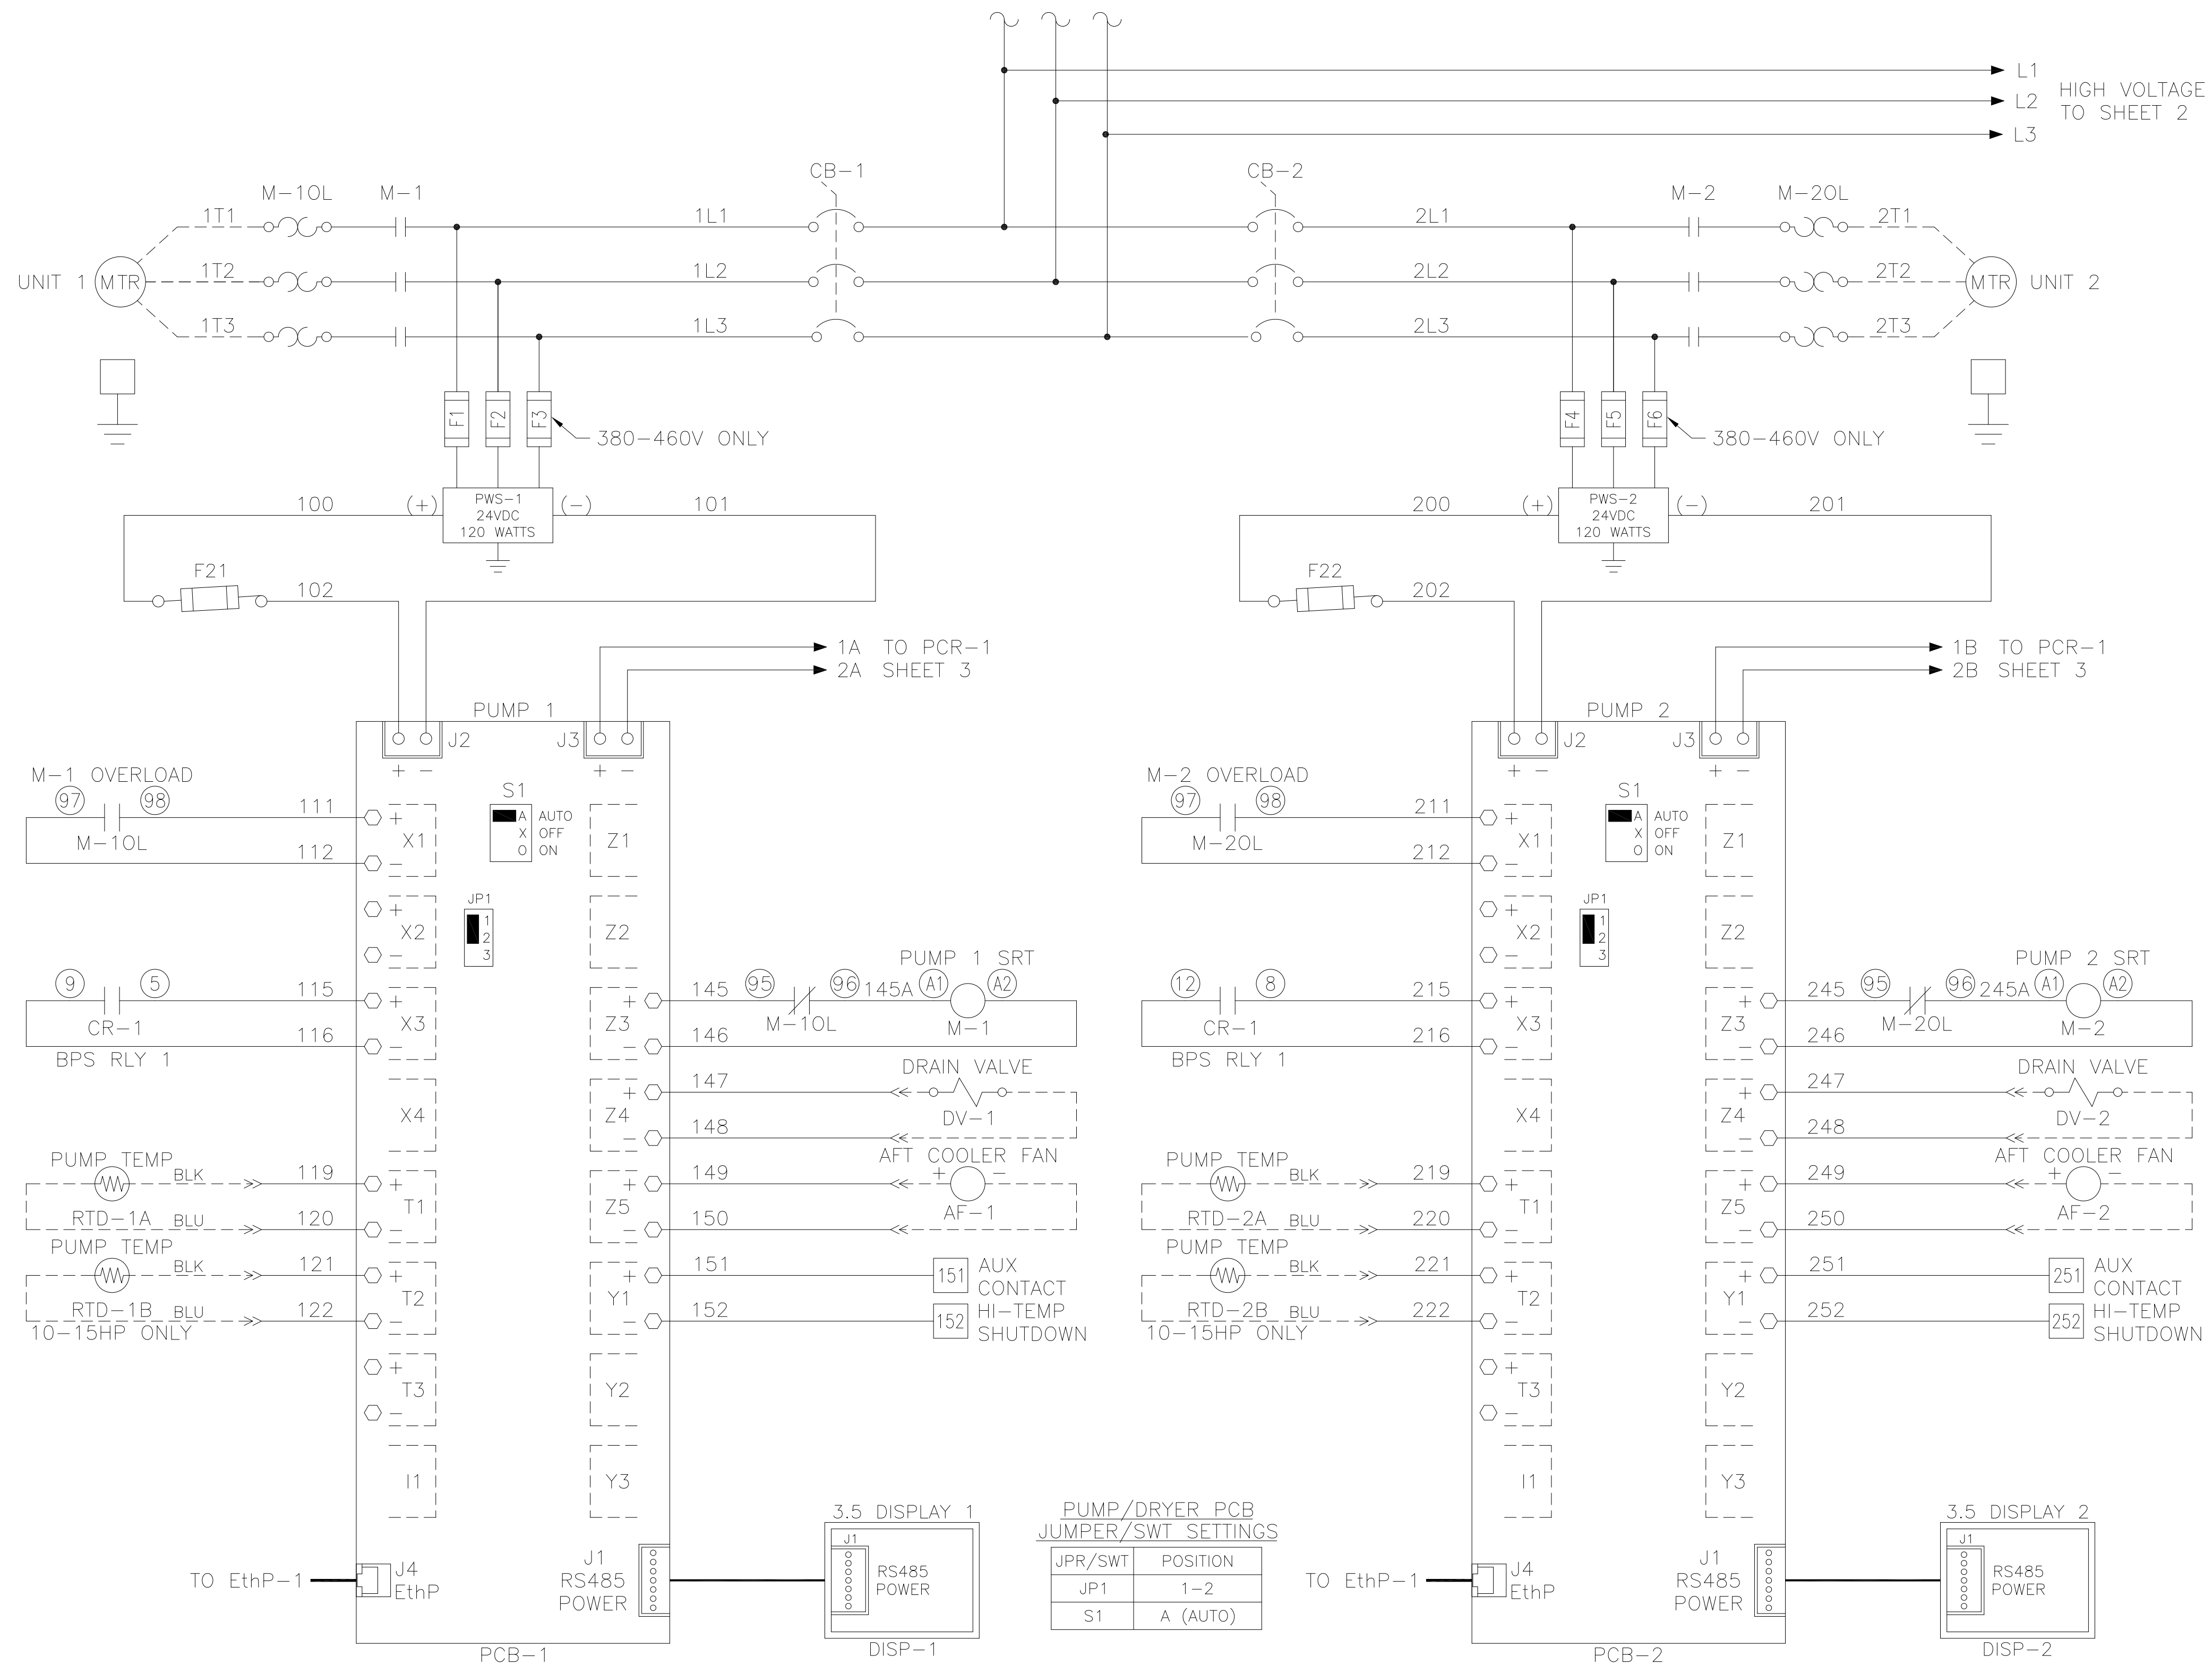 L1
L2
L3
HIGH VOLTAGE
TO SHEET 2
CB-1
CB-2
M-1OL
M-1
M-2
M-2OL
1T1
1L1
2L1
2T1
UNIT 1
MTR
1T2
1L2
2L2
2T2
MTR
UNIT 2
1T3
1L3
2L3
2T3
F1
F2
F3
380-460V ONLY
F4
F5
F6
380-460V ONLY
100
(+)
PWS-1
24VDC
120 WATTS
(-)
101
200
(+)
PWS-2
24VDC
120 WATTS
(-)
201
F21
102
F22
202
1A TO PCR-1
2A SHEET 3
1B TO PCR-1
2B SHEET 3
PUMP 1
J2
J3
+ -
+ -
M-1 OVERLOAD
97
98
M-1OL
111
112
+
X1
-
S1
A AUTO
X OFF
O ON
Z1
JP1
1
2
3
+
X2
-
Z2
9
5
CR-1
BPS RLY 1
115
116
+
X3
-
PUMP 1 SRT
145
95
96
145A
A1
A2
M-1OL
M-1
146
+
Z3
-
X4
DRAIN VALVE
147
DV-1
148
+
Z4
-
PUMP TEMP
BLK
119
RTD-1A
BLU
120
+
T1
-
AFT COOLER FAN
149
+ -
AF-1
150
+
Z5
-
PUMP TEMP
BLK
121
RTD-1B
BLU
122
10-15HP ONLY
+
T2
-
151
151
AUX
CONTACT
152
152
HI-TEMP
SHUTDOWN
+
Y1
-
+
T3
-
Y2
I1
Y3
TO EthP-1
J4
EthP
J1
RS485
POWER
PCB-1
3.5 DISPLAY 1
J1
RS485
POWER
DISP-1
PUMP/DRYER PCB
JUMPER/SWT SETTINGS
JPR/SWT POSITION
JP1 1-2
S1 A (AUTO)
PUMP 2
J2
J3
+ -
+ -
M-2 OVERLOAD
97
98
M-2OL
211
212
+
X1
-
S1
A AUTO
X OFF
O ON
Z1
JP1
1
2
3
+
X2
-
Z2
12
8
CR-1
BPS RLY 1
215
216
+
X3
-
PUMP 2 SRT
245
95
96
245A
A1
A2
M-2OL
M-2
246
+
Z3
-
X4
DRAIN VALVE
247
DV-2
248
+
Z4
-
PUMP TEMP
BLK
219
RTD-2A
BLU
220
+
T1
-
AFT COOLER FAN
249
+ -
AF-2
250
+
Z5
-
PUMP TEMP
BLK
221
RTD-2B
BLU
222
10-15HP ONLY
+
T2
-
251
251
AUX
CONTACT
252
252
HI-TEMP
SHUTDOWN
+
Y1
-
+
T3
-
Y2
I1
Y3
TO EthP-1
J4
EthP
J1
RS485
POWER
PCB-2
3.5 DISPLAY 2
J1
RS485
POWER
DISP-2